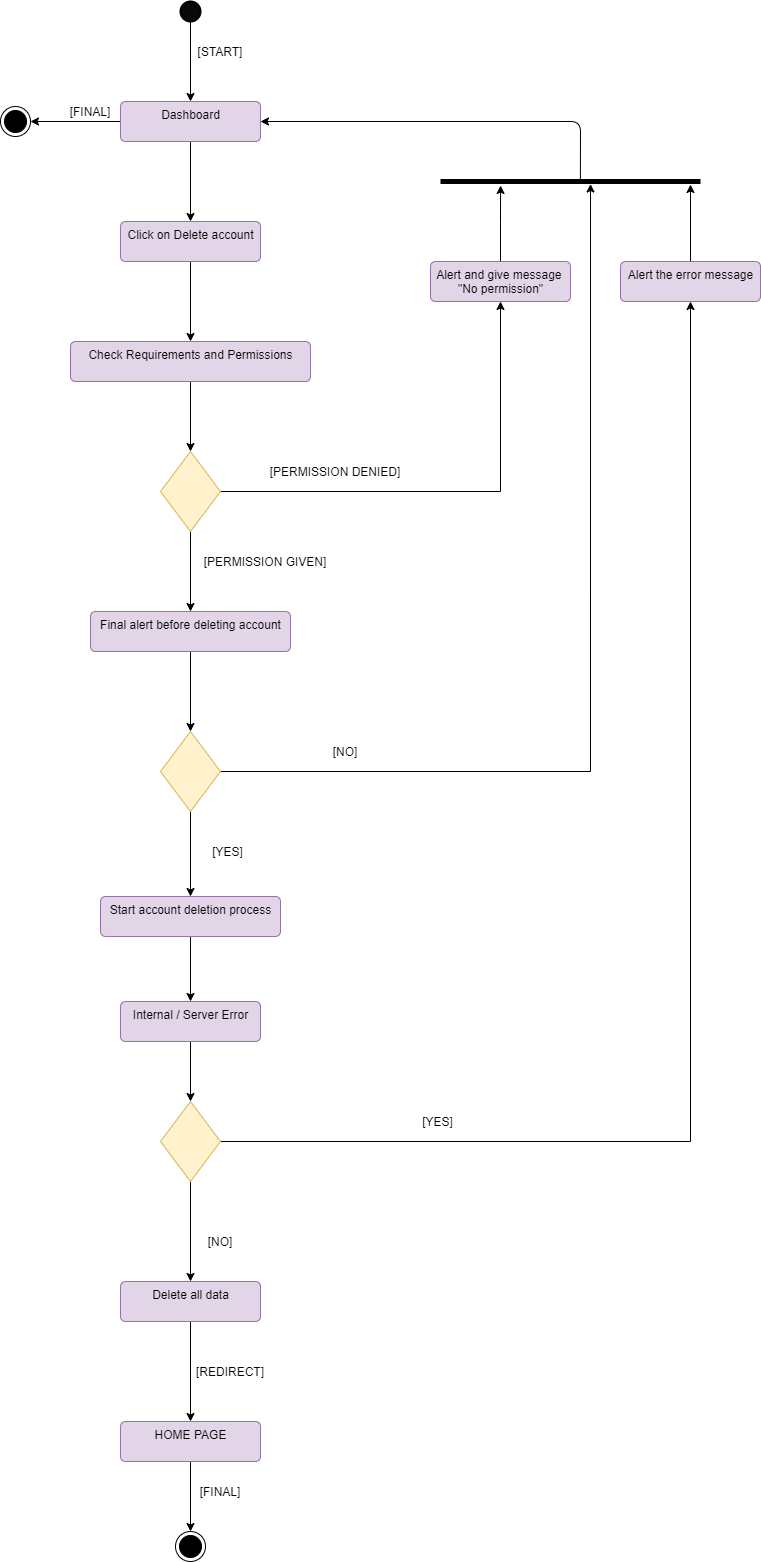 [START]
[FINAL]
Dashboard
Click on Delete account
Alert and give message
"No permission"
Alert the error message
Check Requirements and Permissions
[PERMISSION DENIED]
[PERMISSION GIVEN]
Final alert before deleting account
[NO]
[YES]
Start account deletion process
Internal / Server Error
[YES]
[NO]
Delete all data
[REDIRECT]
HOME PAGE
[FINAL]